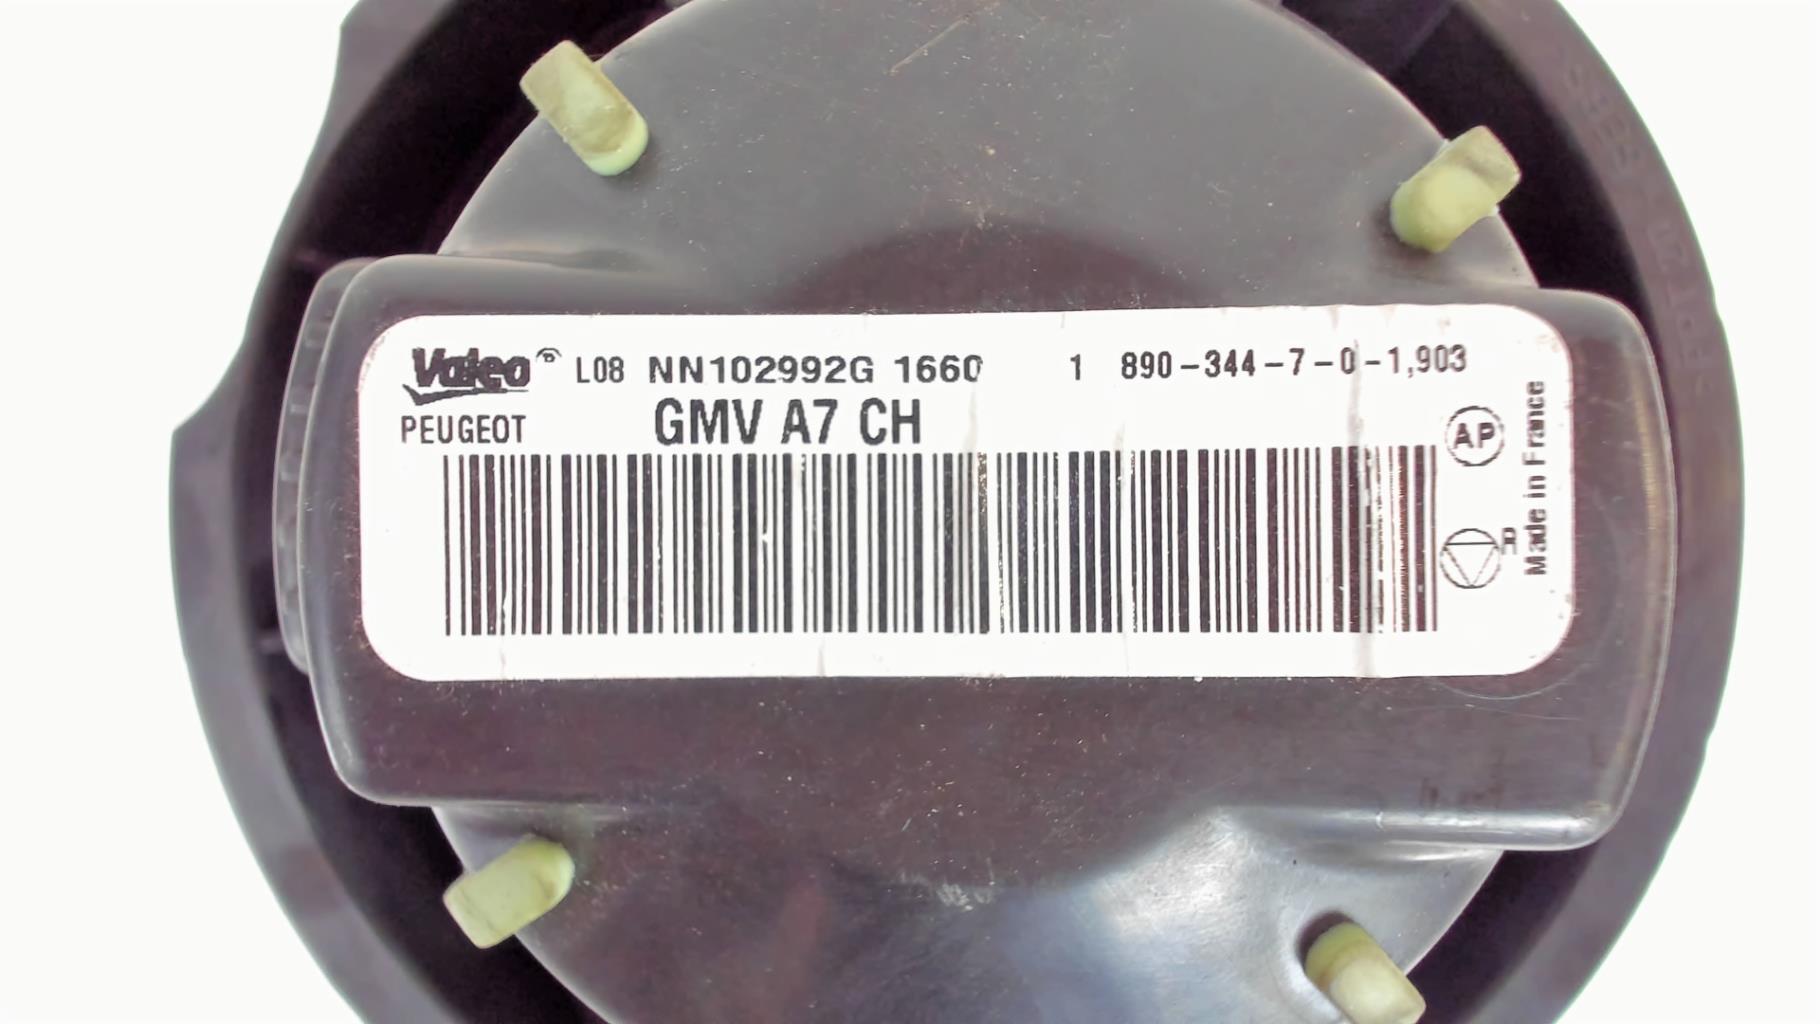 Valeo® L08 NN102992G 1660 1 890-344-7-0-1,903
PEUGEOT GMV A7 CH
AP
R
Made in France